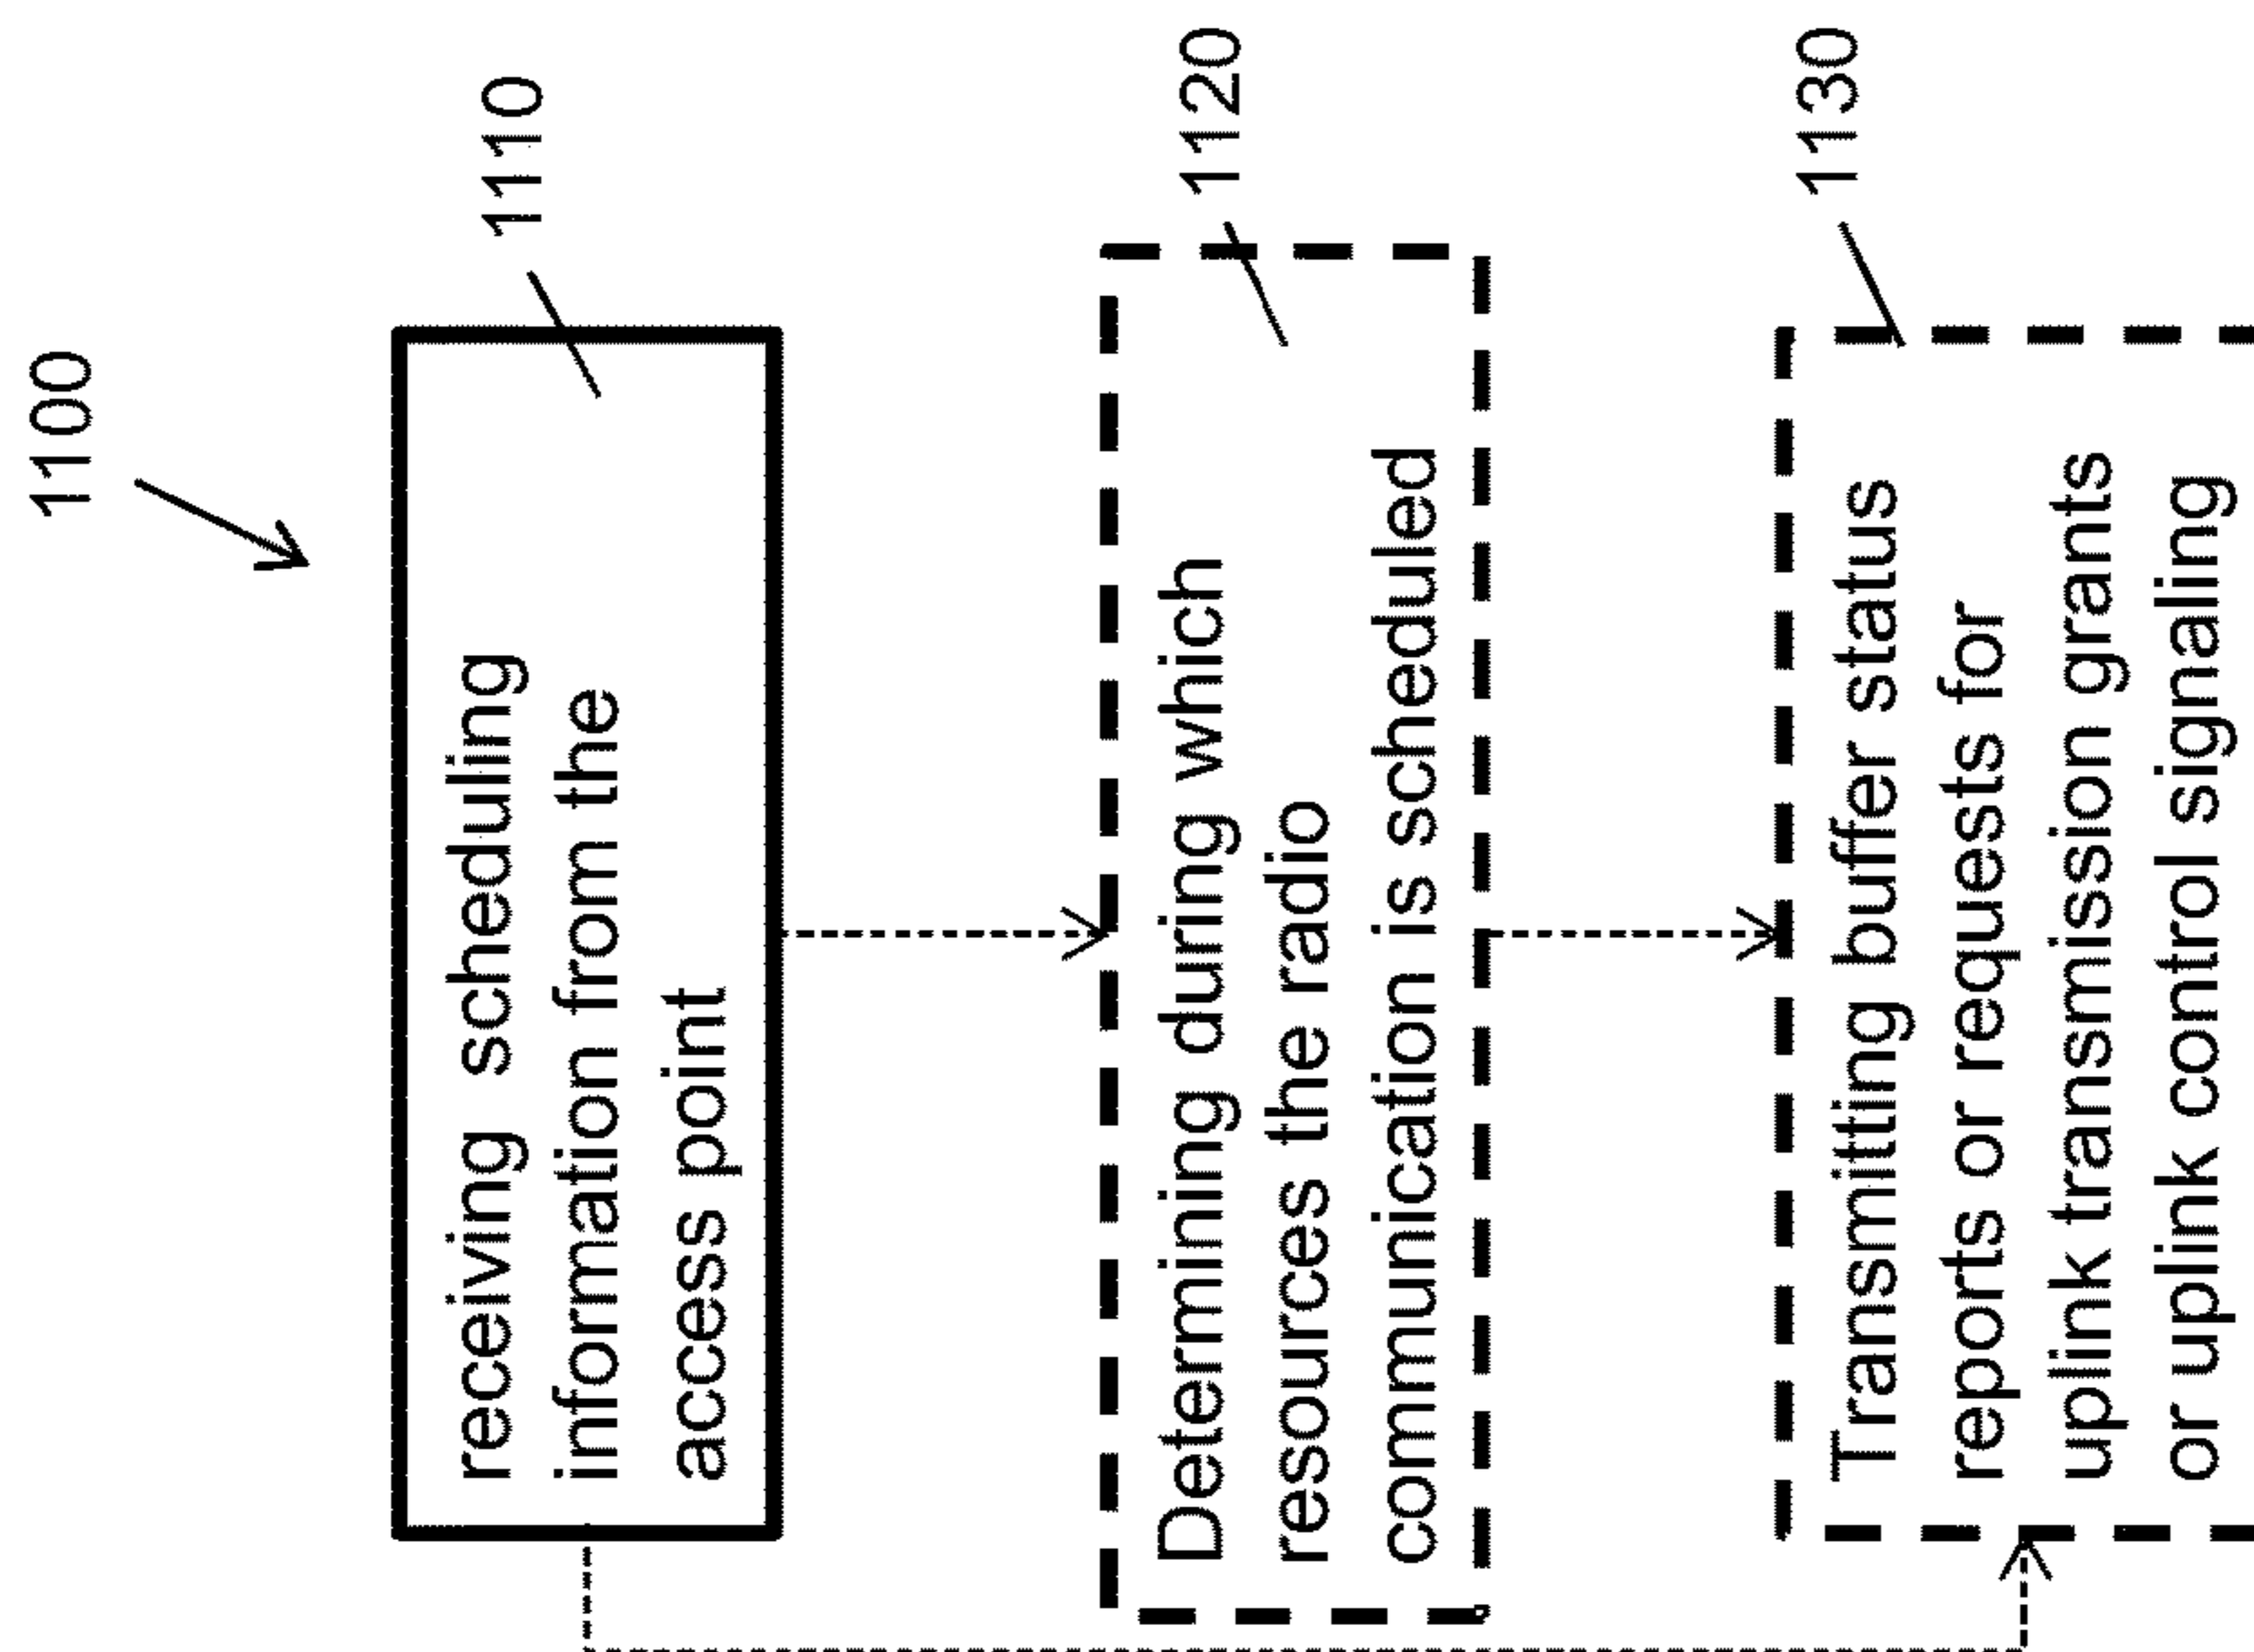 1100
1110
receiving scheduling
information from the
access point
1120
Determining during which
resources the radio
communication is scheduled
1130
Transmitting buffer status
reports or requests for
uplink transmission grants
or uplink control signaling